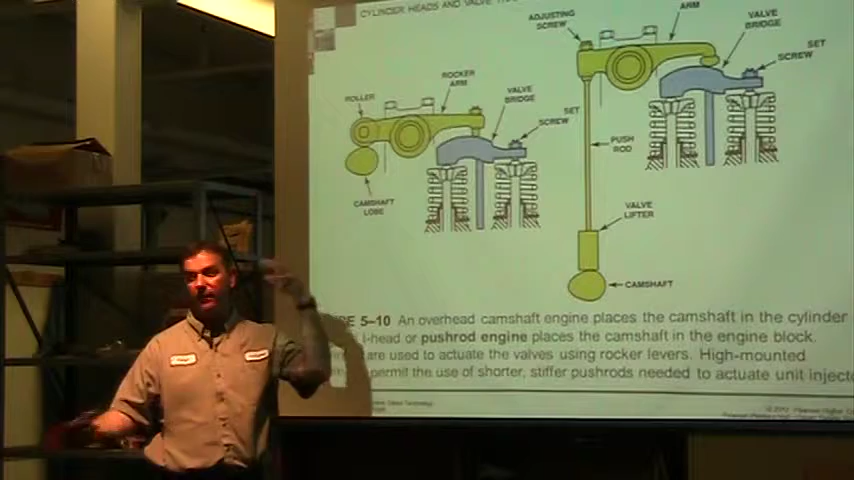 CYLINDER HEADS AND VALVE
ADJUSTING
SCREW
ARM
VALVE
BRIDGE
SET
SCREW
ROLLER
ROCKER
ARM
VALVE
BRIDGE
SET
SCREW
CAMSHAFT
LOBE
PUSH
ROD
VALVE
LIFTER
CAMSHAFT
5–10 An overhead camshaft engine places the camshaft in the cylinder
-head or pushrod engine places the camshaft in the engine block.
are used to actuate the valves using rocker levers. High-mounted
permit the use of shorter, stiffer pushrods needed to actuate unit